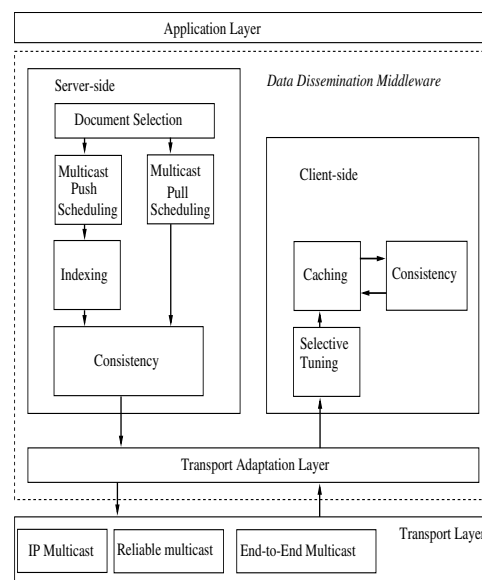 Application Layer
Server-side
Data Dissemination Middleware
Document Selection
Multicast
Push
Scheduling
Multicast
Pull
Scheduling
Client-side
Indexing
Caching
Consistency
Selective
Tuning
Consistency
Transport Adaptation Layer
Transport Layer
IP Multicast
Reliable multicast
End-to-End Multicast